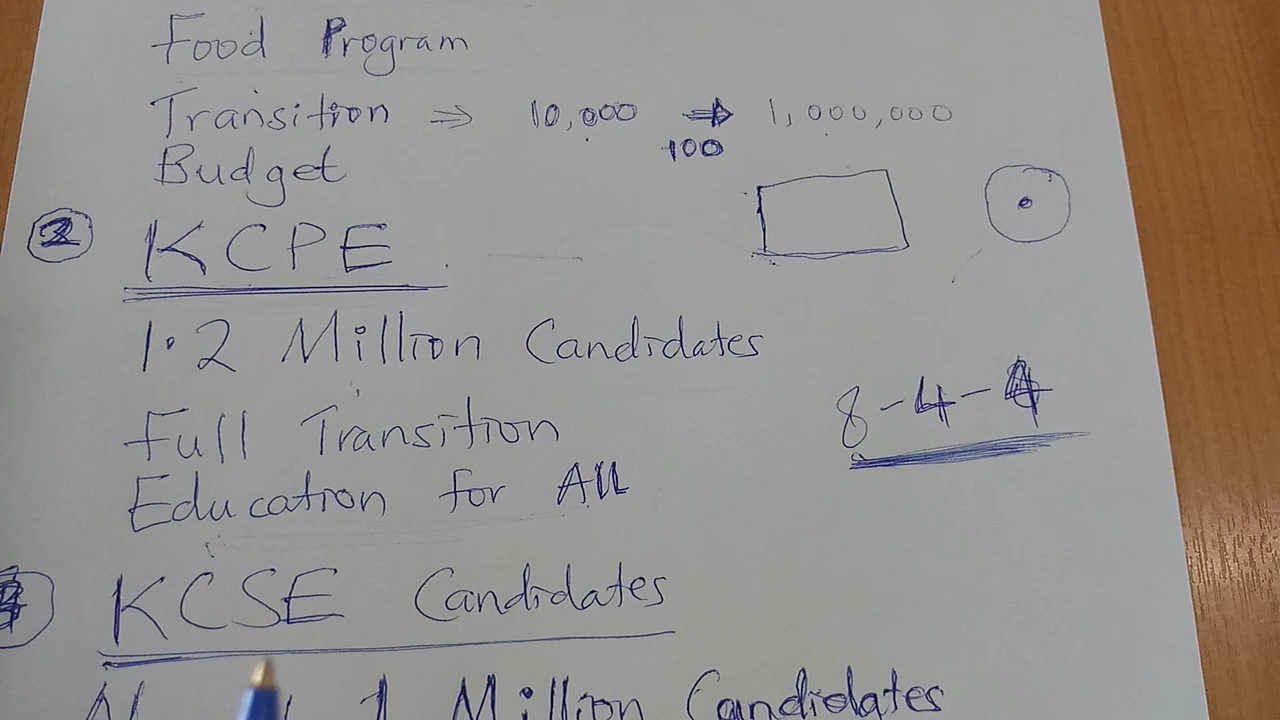 Food Program
Transition ⇒ 10,000 ⇒ 1,000,000
100
Budget
2 KCPE
1.2 Million Candidates
8-4-4
Full Transition
Education for All
KCSE Candidates
1 Million Candidates